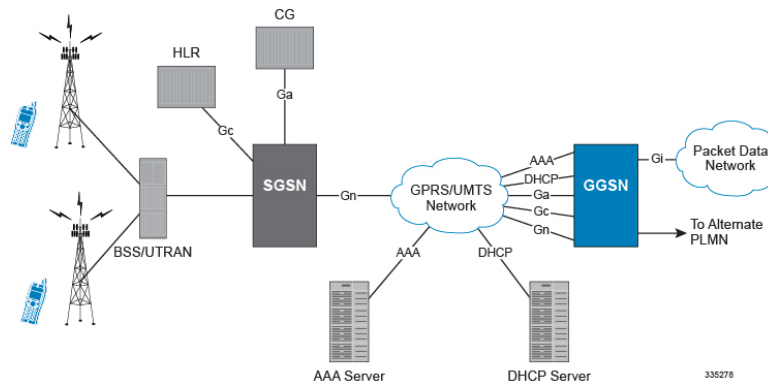 CG
HLR
Ga
Gc
SGSN
Gn
BSS/UTRAN
GPRS/UMTS
Network
AAA
DHCP
Ga
Gc
Gn
GGSN
Gi
Packet Data
Network
To Alternate
PLMN
AAA
DHCP
AAA Server
DHCP Server
335278